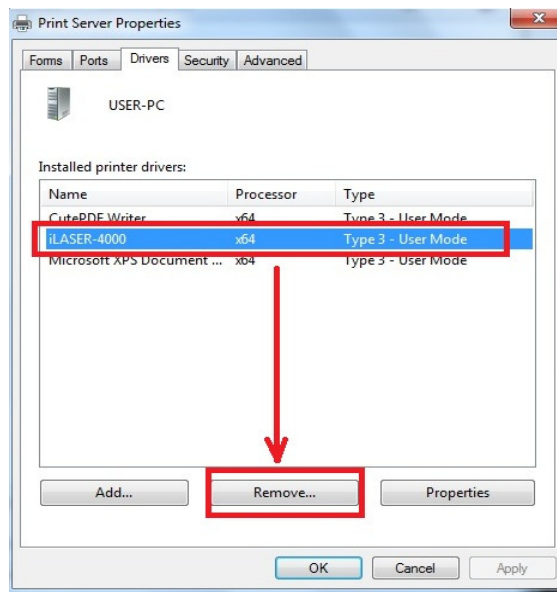 Print Server Properties
Forms Ports Drivers Security Advanced
USER-PC
Installed printer drivers:
Name Processor Type
CutePDF Writer x64 Type 3 - User Mode
iLASER-4000 x64 Type 3 - User Mode
Microsoft XPS Document ... x64 Type 3 - User Mode
Add... Remove... Properties
OK Cancel Apply